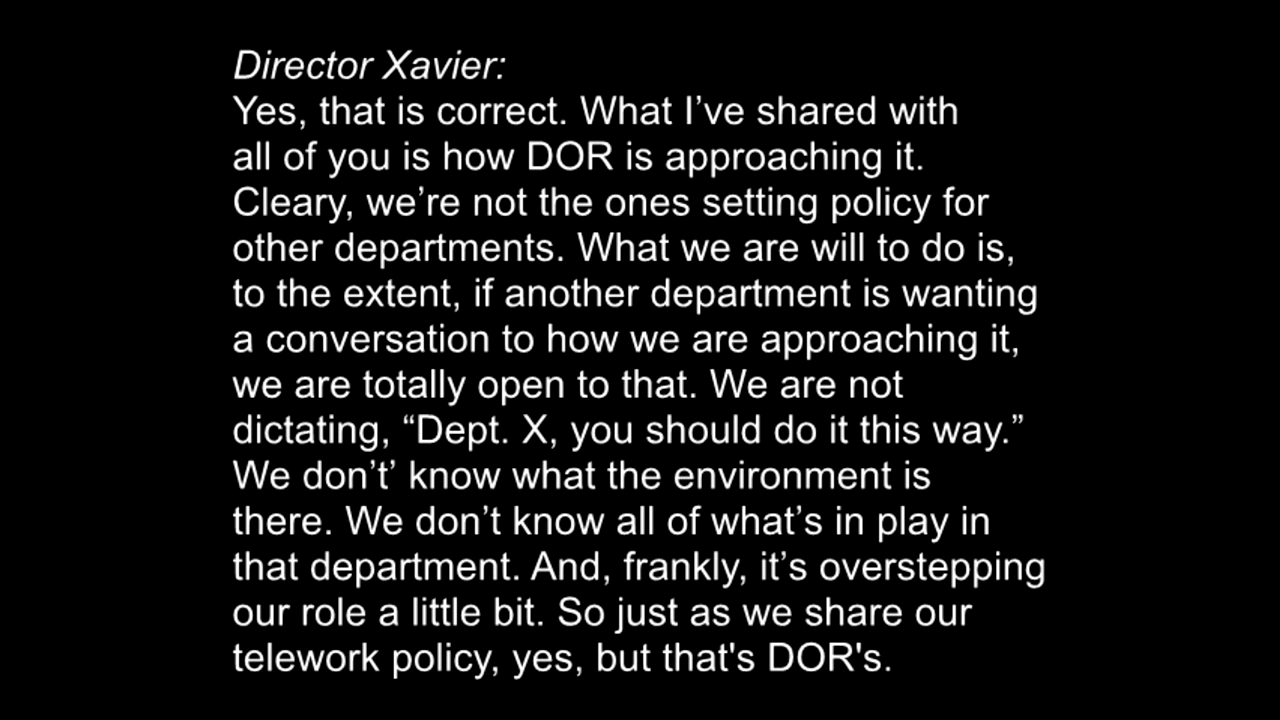 Director Xavier:
Yes, that is correct. What I’ve shared with
all of you is how DOR is approaching it.
Cleary, we’re not the ones setting policy for
other departments. What we are will to do is,
to the extent, if another department is wanting
a conversation to how we are approaching it,
we are totally open to that. We are not
dictating, “Dept. X, you should do it this way.”
We don’t’ know what the environment is
there. We don’t know all of what’s in play in
that department. And, frankly, it’s overstepping
our role a little bit. So just as we share our
telework policy, yes, but that's DOR's.